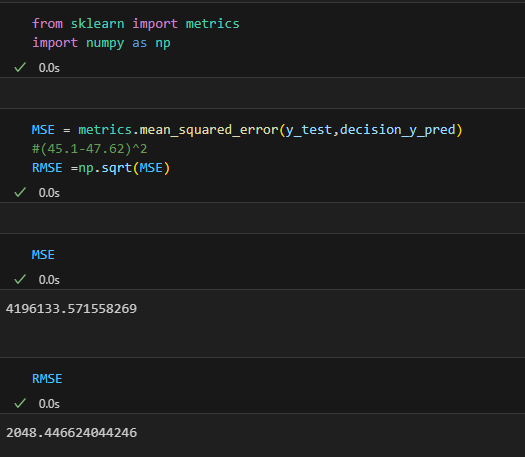 from sklearn import metrics
import numpy as np
✓ 0.0s
MSE = metrics.mean_squared_error(y_test,decision_y_pred)
#(45.1-47.62)^2
RMSE =np.sqrt(MSE)
✓ 0.0s
MSE
✓ 0.0s
4196133.571558269
RMSE
✓ 0.0s
2048.446624044246